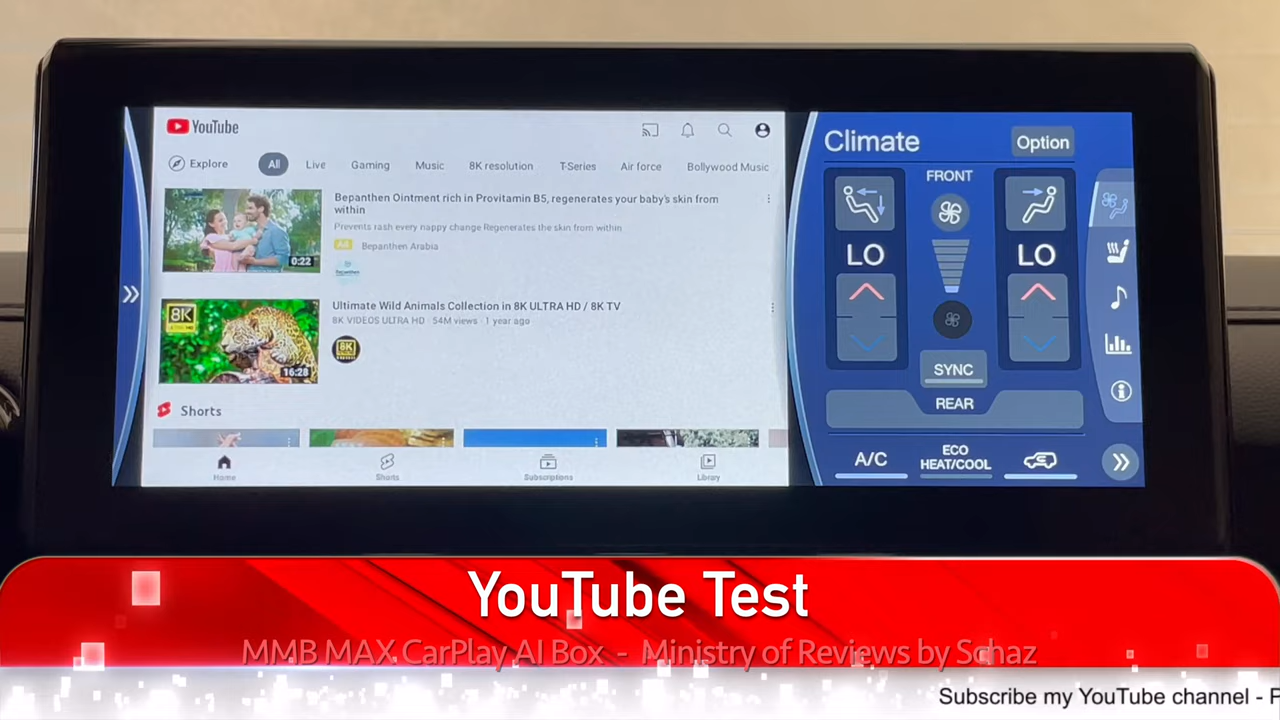 YouTube
Explore
All
Live
Gaming
Music
8K resolution
T-Series
Air force
Bollywood Music
Bepanthen Ointment rich in Provitamin B5, regenerates your baby's skin from
within
Prevents rash every nappy change Regenerates the skin from within
Ad
Bepanthen Arabia
0:22
Ultimate Wild Animals Collection in 8K ULTRA HD / 8K TV
8K VIDEOS ULTRA HD · 54M views · 1 year ago
8K
8K
16:28
Shorts
Home
Shorts
Subscriptions
Library
Climate
Option
FRONT
LO
LO
SYNC
REAR
A/C
ECO
HEAT/COOL
YouTube Test
MMB MAX CarPlay AI Box - Ministry of Reviews by Schaz
Subscribe my YouTube channel -